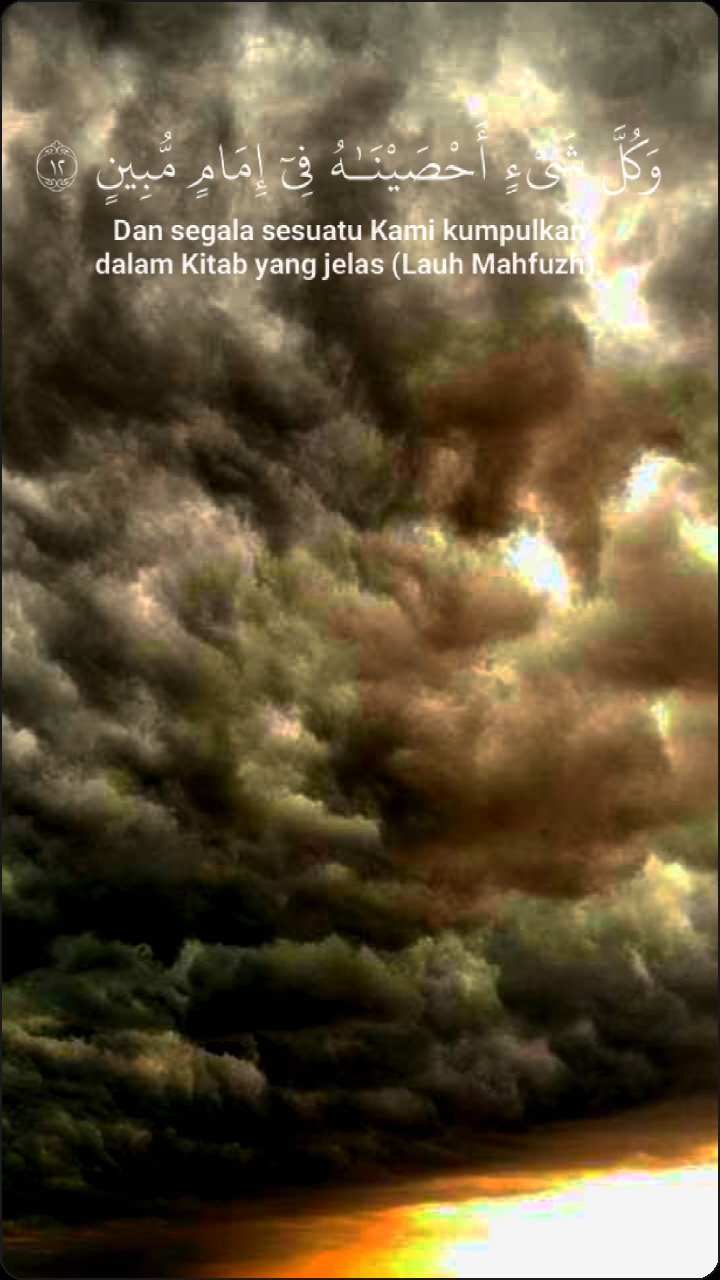 وَكُلَّ شَىْءٍ أَحْصَيْنَـٰهُ فِىٓ إِمَامٍ مُّبِينٍ ١٢
Dan segala sesuatu Kami kumpulkan
dalam Kitab yang jelas (Lauh Mahfuzh).